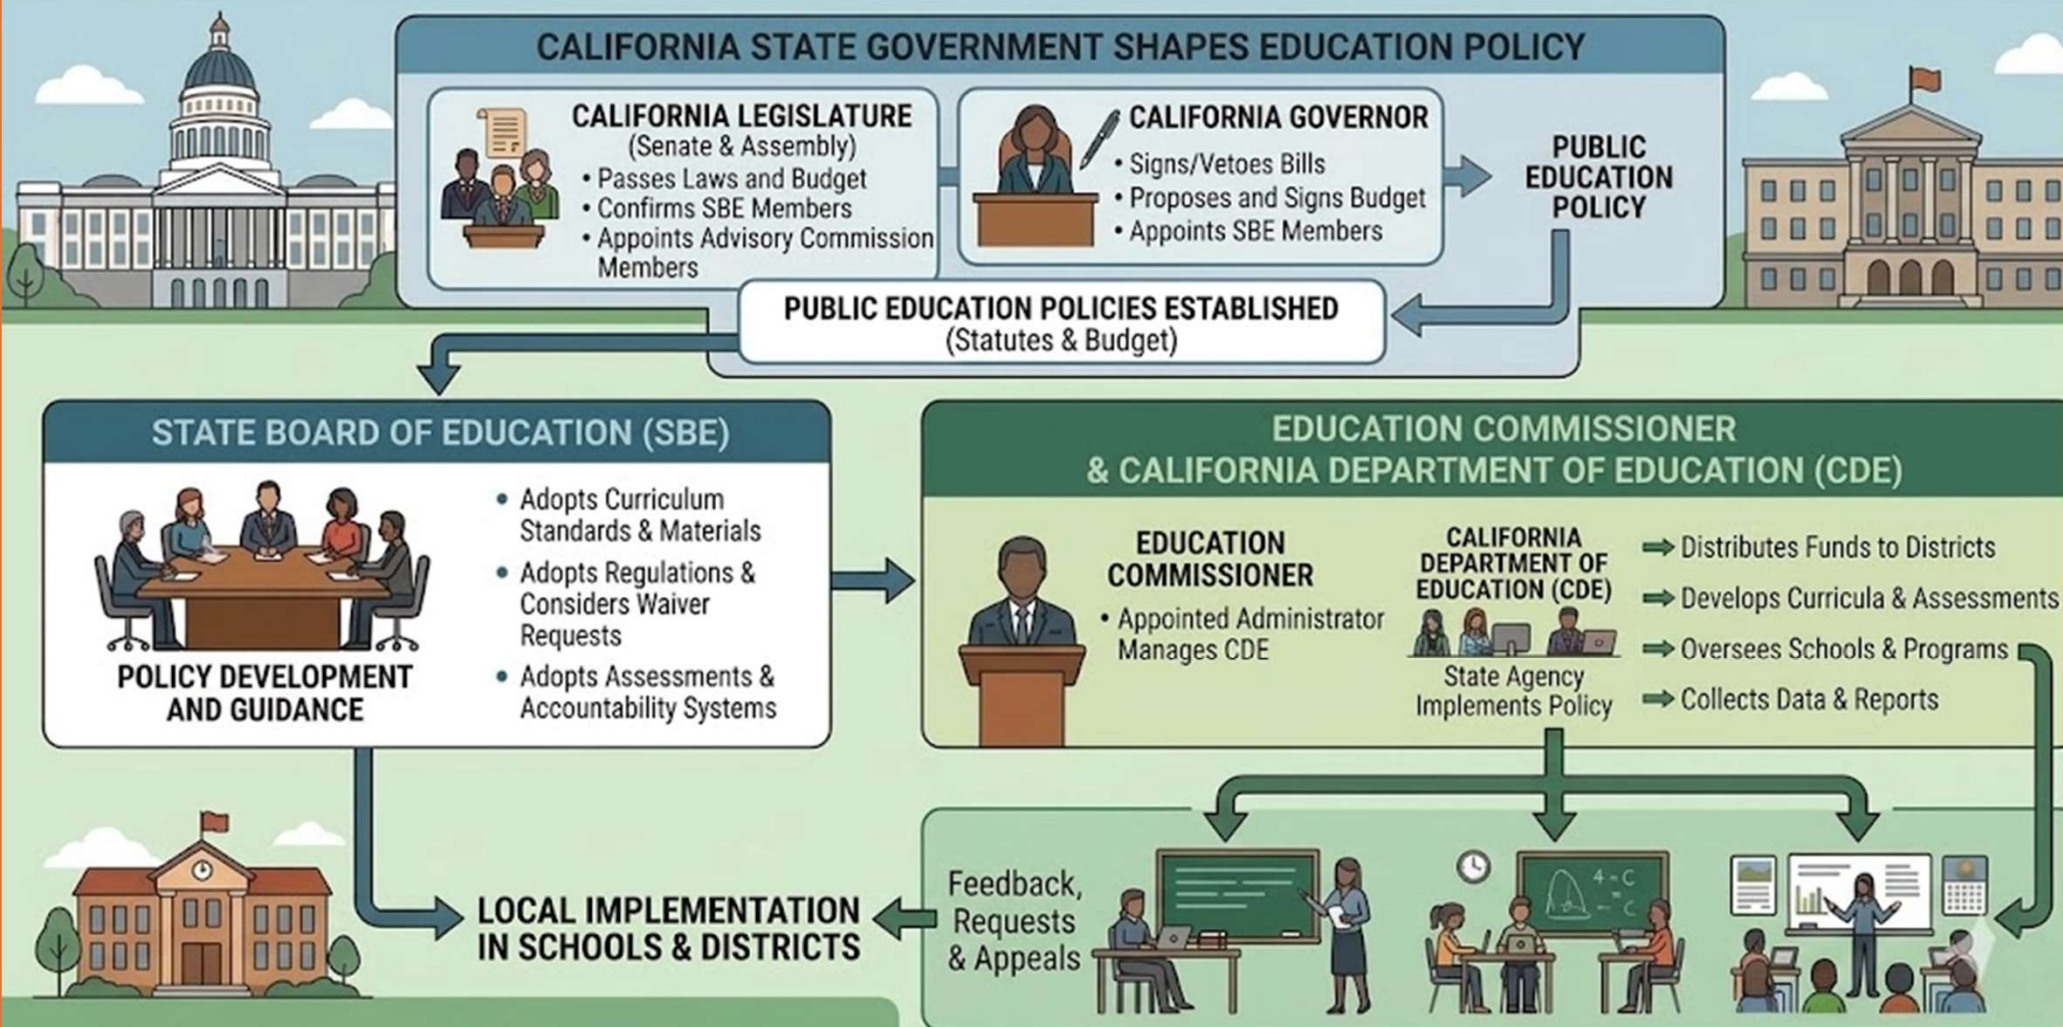 CALIFORNIA STATE GOVERNMENT SHAPES EDUCATION POLICY
CALIFORNIA LEGISLATURE
(Senate & Assembly)
• Passes Laws and Budget
• Confirms SBE Members
• Appoints Advisory Commission
Members
CALIFORNIA GOVERNOR
• Signs/Vetoes Bills
• Proposes and Signs Budget
• Appoints SBE Members
PUBLIC
EDUCATION
POLICY
PUBLIC EDUCATION POLICIES ESTABLISHED
(Statutes & Budget)
STATE BOARD OF EDUCATION (SBE)
POLICY DEVELOPMENT
AND GUIDANCE
• Adopts Curriculum
Standards & Materials
• Adopts Regulations &
Considers Waiver
Requests
• Adopts Assessments &
Accountability Systems
EDUCATION COMMISSIONER
& CALIFORNIA DEPARTMENT OF EDUCATION (CDE)
EDUCATION
COMMISSIONER
• Appointed Administrator
Manages CDE
CALIFORNIA
DEPARTMENT OF
EDUCATION (CDE)
State Agency
Implements Policy
Distributes Funds to Districts
Develops Curricula & Assessments
Oversees Schools & Programs
Collects Data & Reports
LOCAL IMPLEMENTATION
IN SCHOOLS & DISTRICTS
Feedback,
Requests
& Appeals